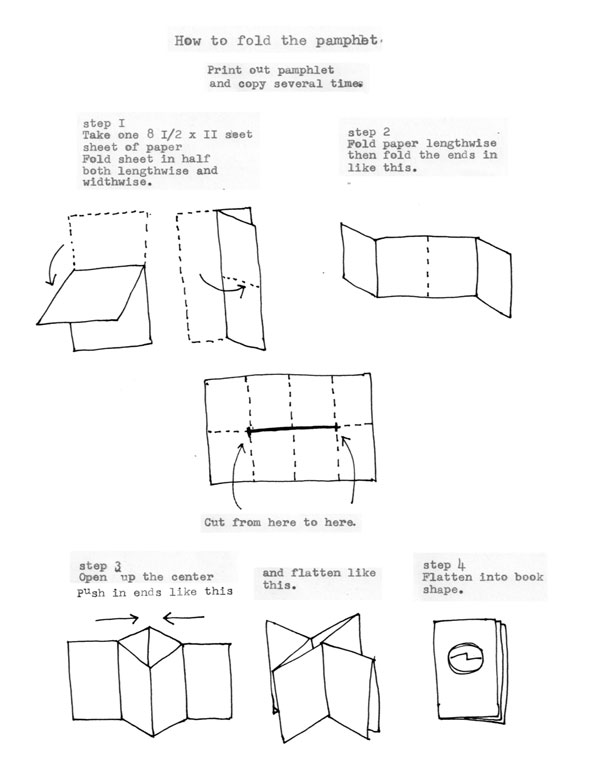 How to fold the pamphlet.
Print out pamphlet
and copy several times.
step I
Take one 8 I/2 x II seet
sheet of paper
Fold sheet in half
both lengthwise and
widthwise.
step 2
Fold paper lengthwise
then fold the ends in
like this.
Cut from here to here.
step 3
Open up the center
Push in ends like this
and flatten like
this.
step 4
Flatten into book
shape.